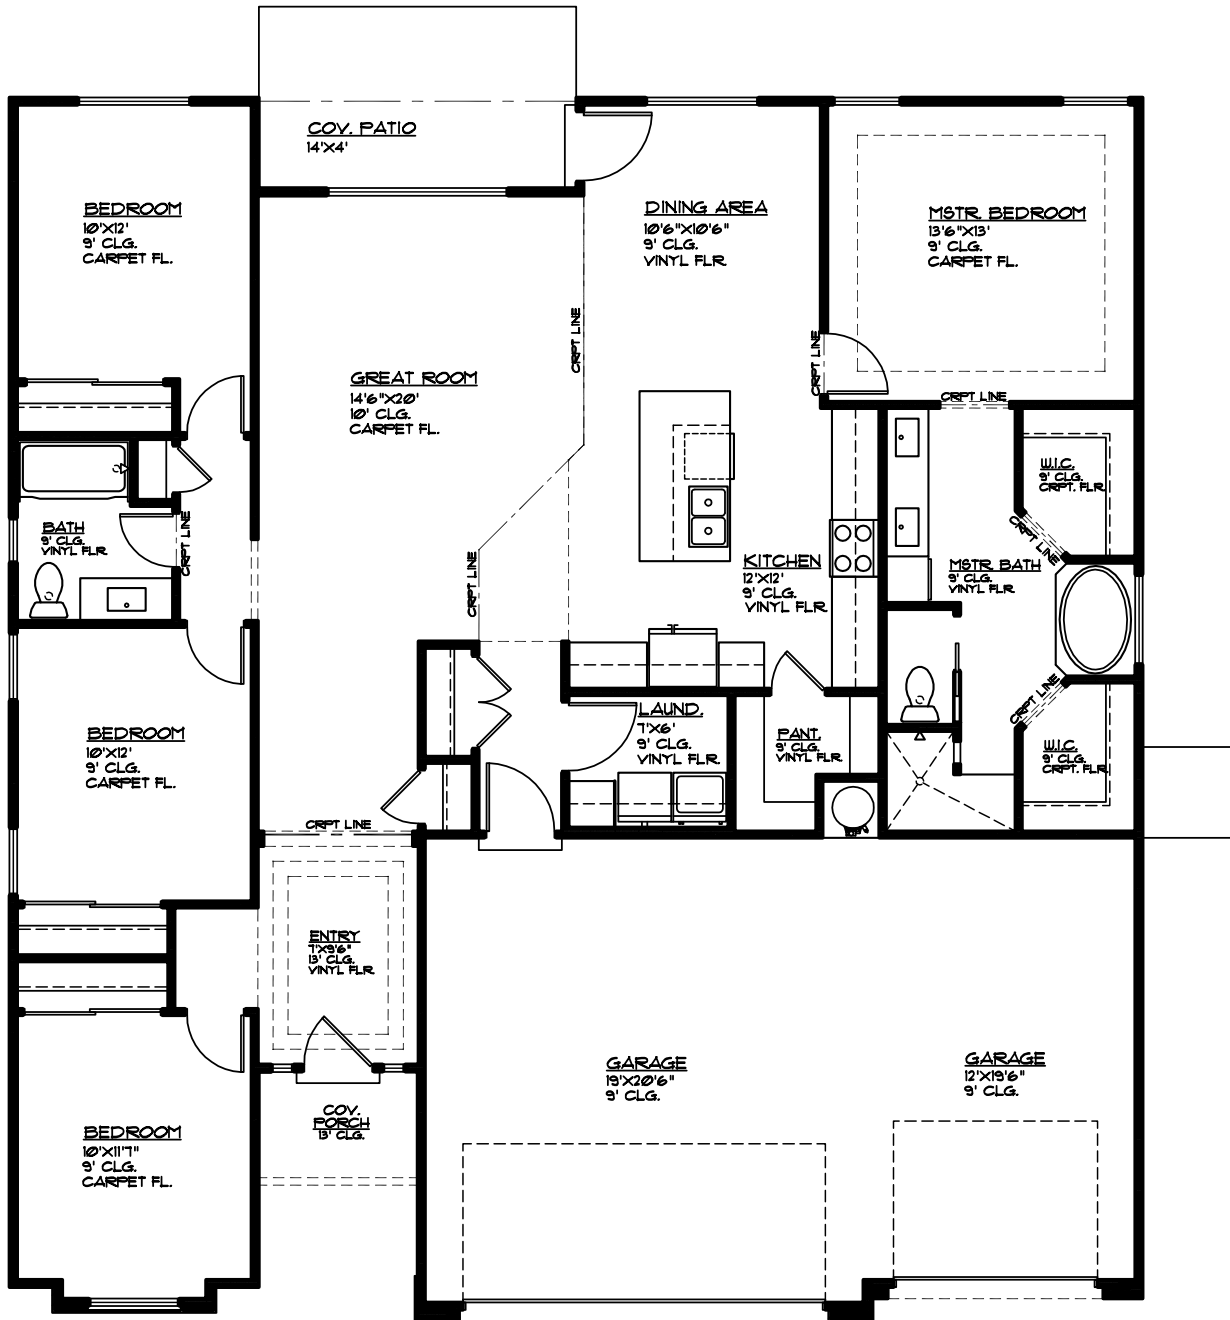 COV. PATIO
14'X4'
BEDROOM
10'X12'
9' CLG.
CARPET FL.
DINING AREA
10'6"X10'6"
9' CLG.
VINYL FLR.
MSTR. BEDROOM
13'6"X13'
9' CLG.
CARPET FL.
CRPT LINE
CRPT LINE
GREAT ROOM
14'6"X20'
10' CLG.
CARPET FL.
CRPT LINE
W.I.C.
9' CLG.
CRPT. FLR.
BATH
9' CLG.
VINYL FLR.
CRPT LINE
CRPT LINE
KITCHEN
12'X12'
9' CLG.
VINYL FLR.
MSTR. BATH
9' CLG.
VINYL FLR.
CRPT LINE
CRPT LINE
LAUND.
7'X6'
9' CLG.
VINYL FLR.
PANT.
9' CLG.
VINYL FLR.
W.I.C.
9' CLG.
CRPT. FLR.
BEDROOM
10'X12'
9' CLG.
CARPET FL.
CRPT LINE
ENTRY
7'X9'6"
13' CLG.
VINYL FLR.
GARAGE
19'X20'6"
9' CLG.
GARAGE
12'X19'6"
9' CLG.
COV.
PORCH
13' CLG.
BEDROOM
10'X11'7"
9' CLG.
CARPET FL.